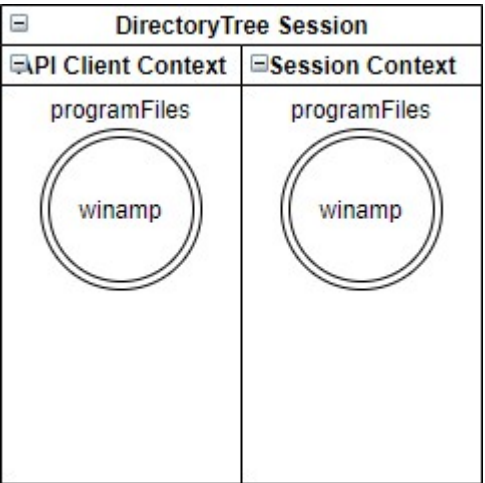 DirectoryTree Session
API Client Context
Session Context
programFiles
programFiles
winamp
winamp